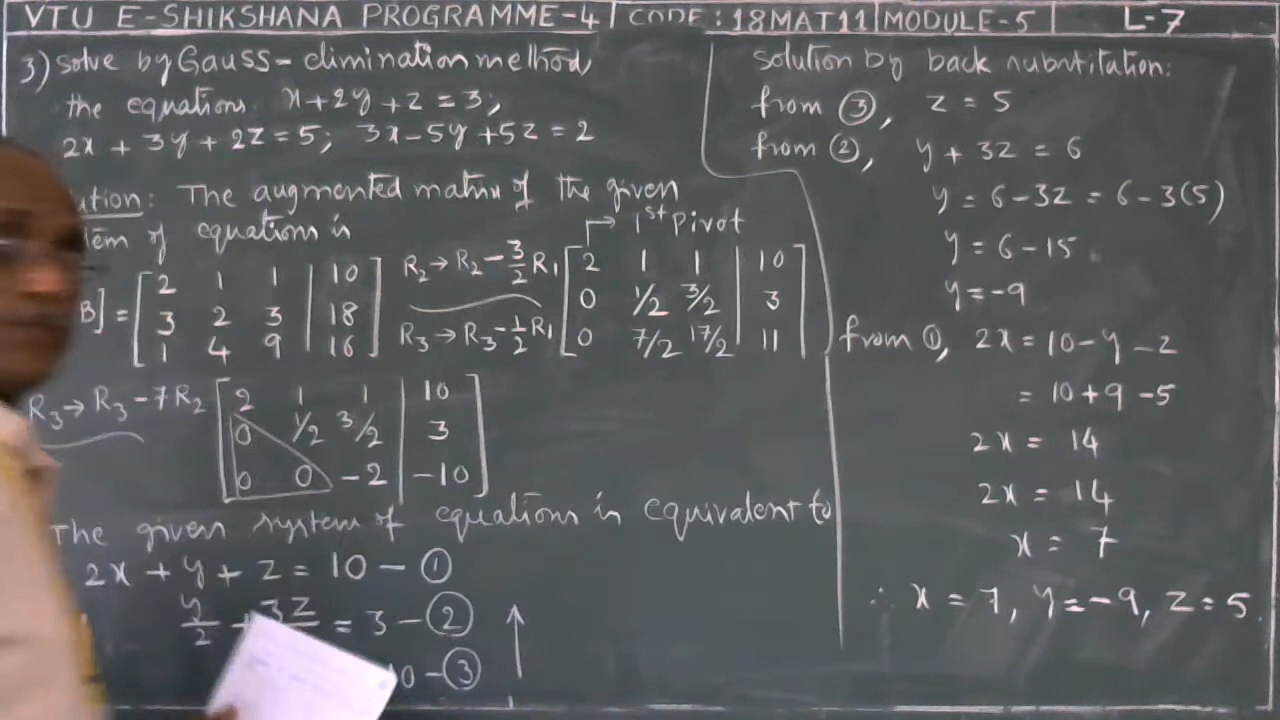 VTU E-SHIKSHANA PROGRAMME-4 | CODE:18MAT11 | MODULE-5 | L-7
3) solve by Gauss-elimination method
the equations x+2y+z=3;
2x+3y+2z=5; 3x-5y+5z=2
ution: The augmented matrix of the given
tem of equations is
B] = [2 1 1 | 10]
[3 2 3 | 18]
[1 4 9 | 16]
R2→R2-3/2R1
R3→R3-1/2R1
→ 1st Pivot
[2 1 1 | 10]
[0 1/2 3/2 | 3]
[0 7/2 17/2 | 11]
R3→R3-7R2
[2 1 1 | 10]
[0 1/2 3/2 | 3]
[0 0 -2 | -10]
The given system of equations is equivalent to
2x+y+z=10-①
y/2+3z = 3-②
0-③
solution by back substitution:
from ③, z=5
from ②, y+3z=6
y=6-3z=6-3(5)
y=6-15
y=-9
from ①, 2x=10-y-z
=10+9-5
2x=14
2x=14
x=7
∴ x=7, y=-9, z=5.